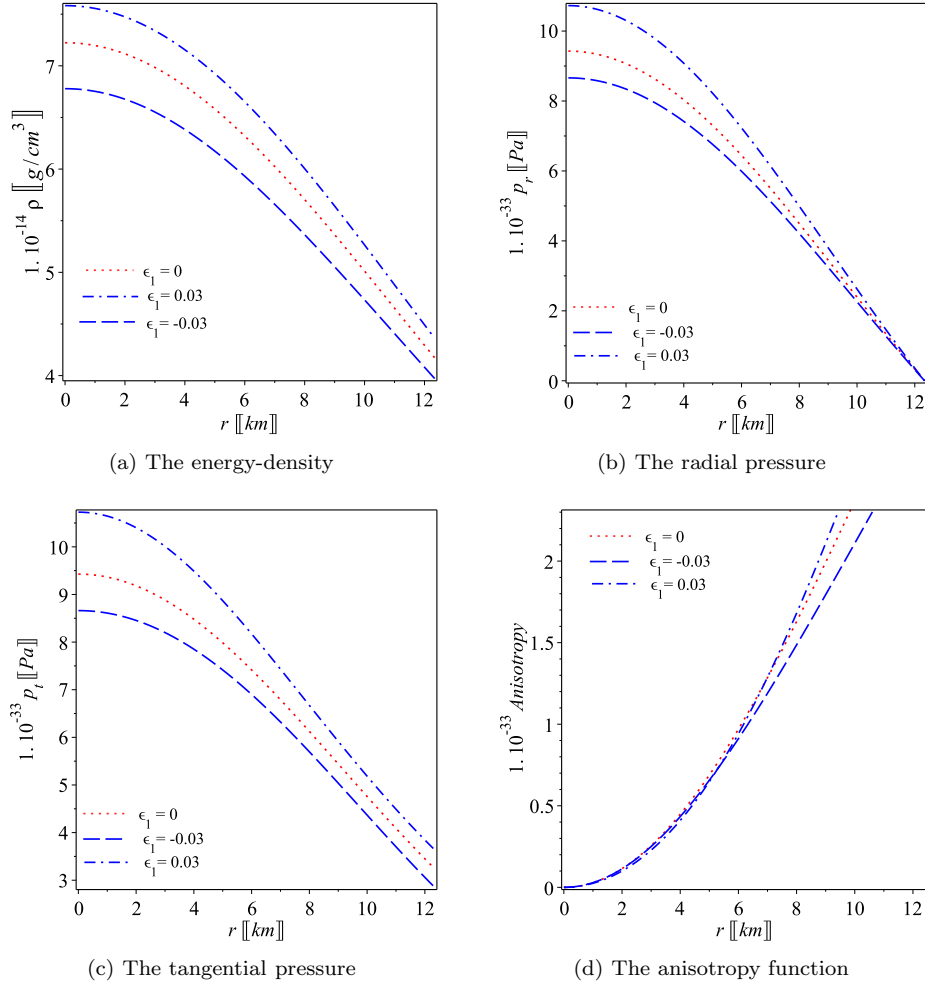 7
6
5
4
1. 10⁻¹⁴ ρ ⟦g/cm³⟧
0 2 4 6 8 10 12
r ⟦km⟧
ϵ₁ = 0
ϵ₁= 0.03
ϵ₁= -0.03
(a) The energy-density
10
8
6
4
2
0
1. 10⁻³³ pᵣ ⟦Pa⟧
0 2 4 6 8 10 12
r ⟦km⟧
ϵ₁ = 0
ϵ₁= -0.03
ϵ₁= 0.03
(b) The radial pressure
10
9
8
7
6
5
4
3
1. 10⁻³³ pₜ ⟦Pa⟧
0 2 4 6 8 10 12
r ⟦km⟧
ϵ₁ = 0
ϵ₁= -0.03
ϵ₁= 0.03
(c) The tangential pressure
2
1.5
1
0.5
0
1. 10⁻³³ Anisotropy
0 2 4 6 8 10 12
r ⟦km⟧
ϵ₁ = 0
ϵ₁= -0.03
ϵ₁= 0.03
(d) The anisotropy function